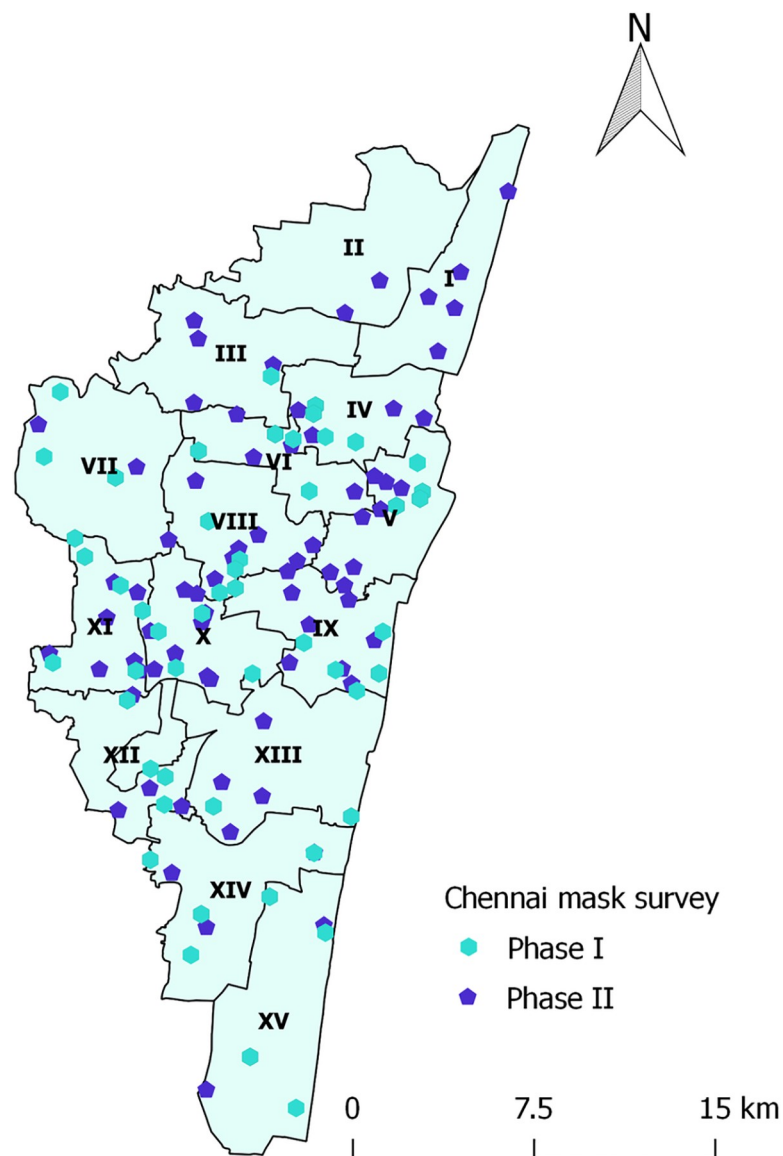 N
II
I
III
IV
VII
VI
VIII
V
XI
X
IX
XII
XIII
XIV
XV
Chennai mask survey
Phase I
Phase II
0 7.5 15 km